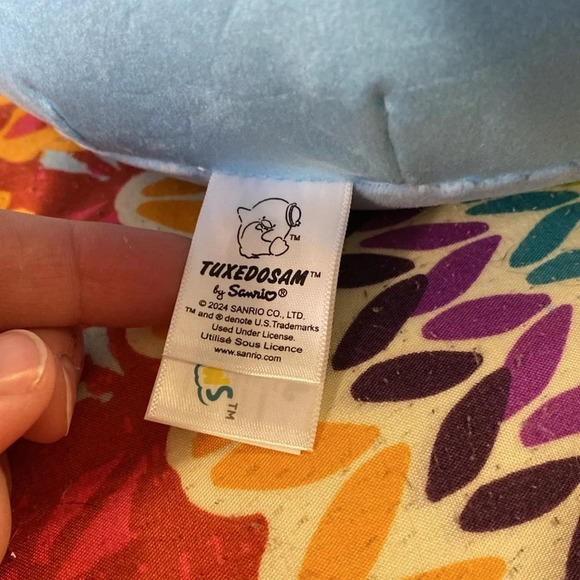 TM
TUXEDOSAM™
by Sanrio®
© 2024 SANRIO CO., LTD.
TM and ® denote U.S. Trademarks
Used Under License.
Utilisé Sous Licence
www.sanrio.com
MS™